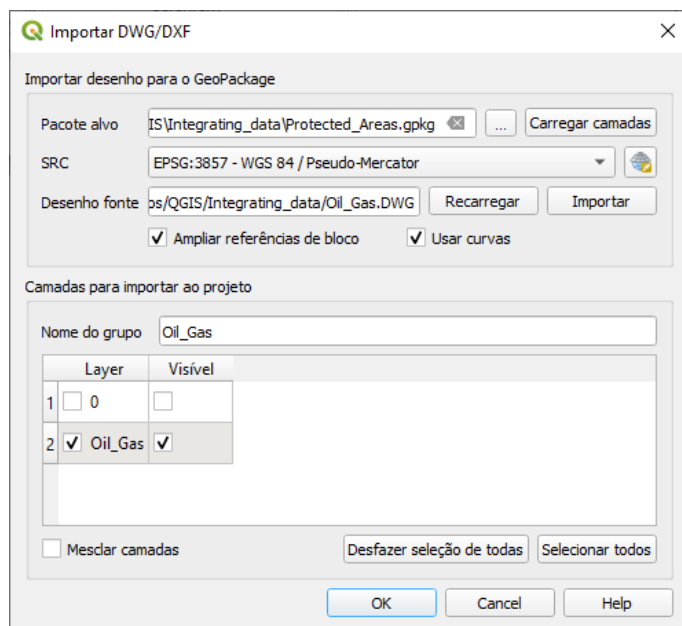 Importar DWG/DXF
Importar desenho para o GeoPackage
Pacote alvo IS\Integrating_data\Protected_Areas.gpkg ... Carregar camadas
SRC EPSG:3857 - WGS 84 / Pseudo-Mercator
Desenho fonte os/QGIS/Integrating_data/Oil_Gas.DWG Recarregar Importar
Ampliar referências de bloco Usar curvas
Camadas para importar ao projeto
Nome do grupo Oil_Gas
Layer Visível
1 0
2 Oil_Gas
Mesclar camadas Desfazer seleção de todas Selecionar todos
OK Cancel Help